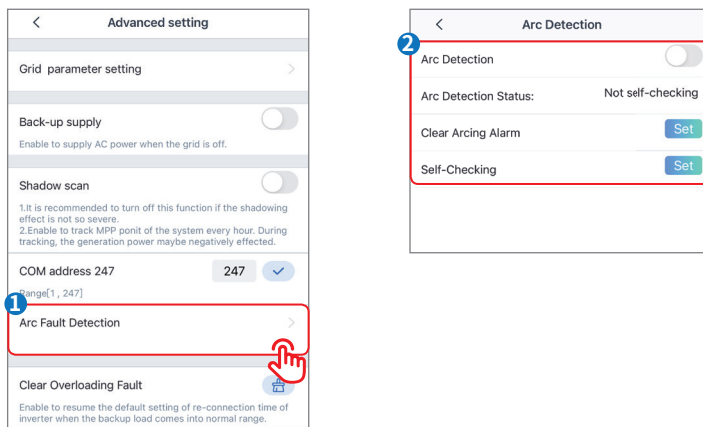 Advanced setting
Grid parameter setting
Back-up supply
Enable to supply AC power when the grid is off.
Shadow scan
1.It is recommended to turn off this function if the shadowing
effect is not so severe.
2.Enable to track MPP ponit of the system every hour. During
tracking, the generation power maybe negatively effected.
COM address 247
247
Range[1 , 247]
1
Arc Fault Detection
Clear Overloading Fault
Enable to resume the default setting of re-connection time of
inverter when the backup load comes into normal range.
Arc Detection
2
Arc Detection
Arc Detection Status:
Not self-checking
Clear Arcing Alarm
Set
Self-Checking
Set